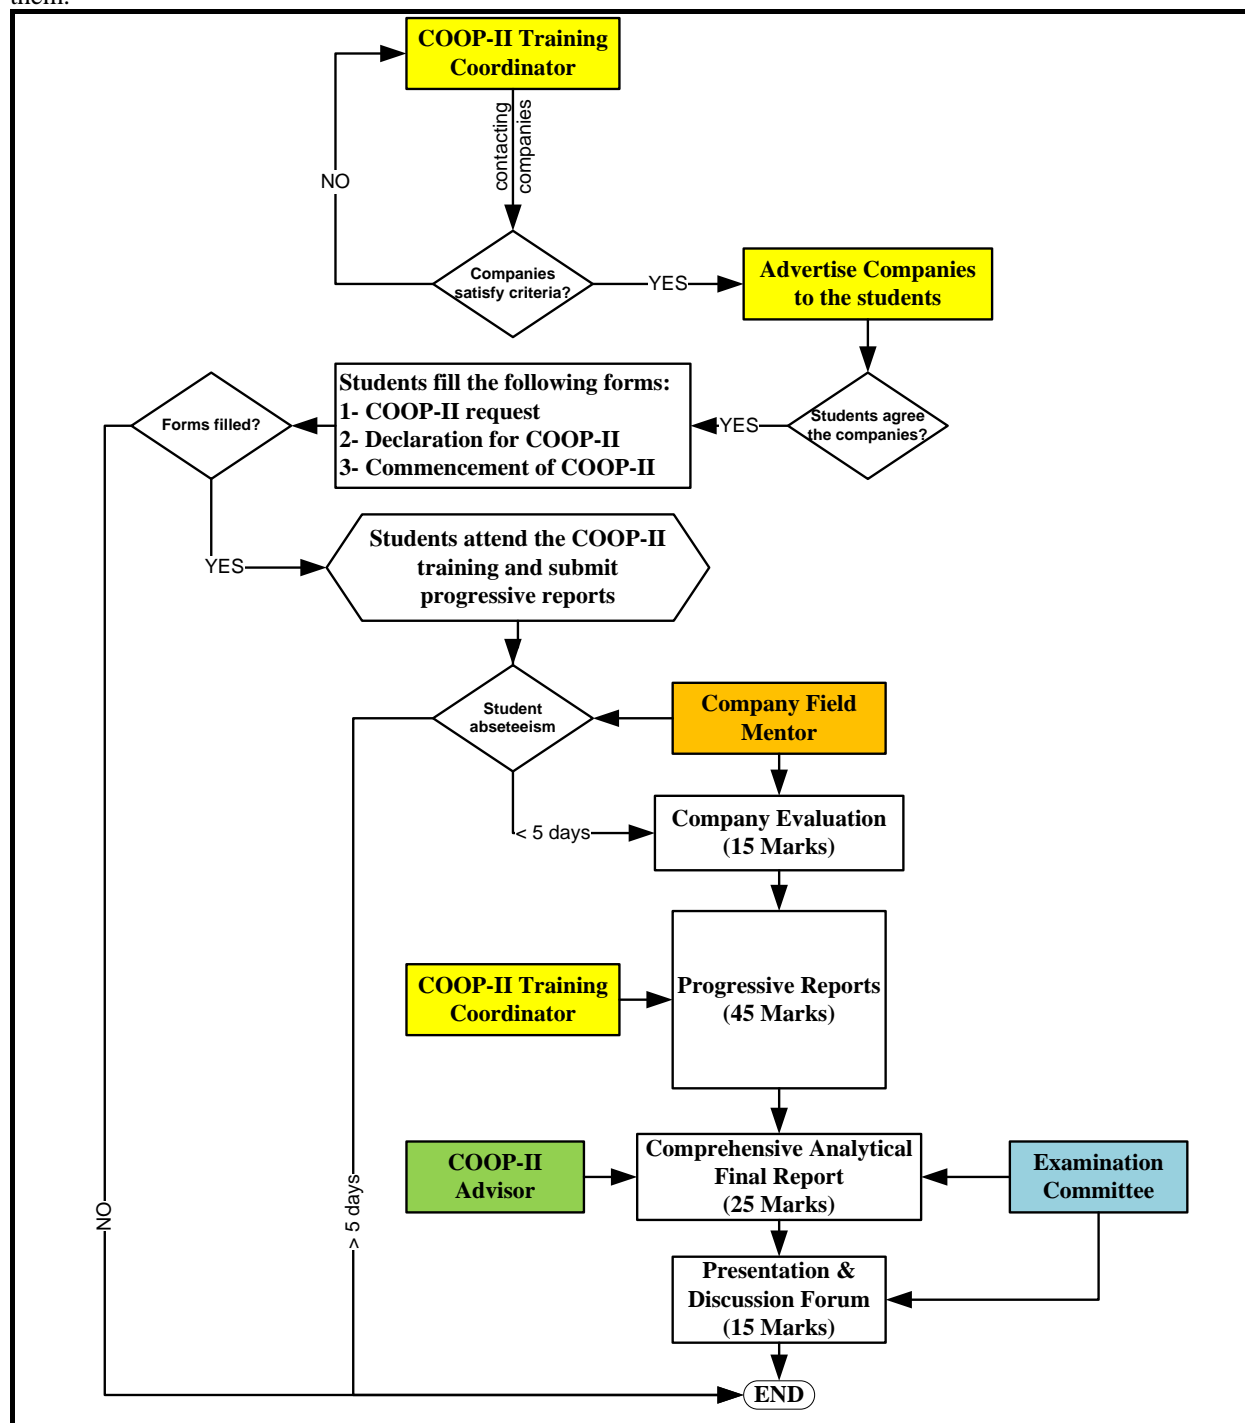 them.
COOP-II Training
Coordinator
contacting
companies
NO
Companies
satisfy criteria?
YES
Advertise Companies
to the students
Students agree
the companies?
YES
Students fill the following forms:
1- COOP-II request
2- Declaration for COOP-II
3- Commencement of COOP-II
Forms filled?
YES
Students attend the COOP-II
training and submit
progressive reports
Student
abseteeism
Company Field
Mentor
< 5 days
Company Evaluation
(15 Marks)
COOP-II Training
Coordinator
Progressive Reports
(45 Marks)
COOP-II
Advisor
Comprehensive Analytical
Final Report
(25 Marks)
Examination
Committee
NO
> 5 days
Presentation &
Discussion Forum
(15 Marks)
END